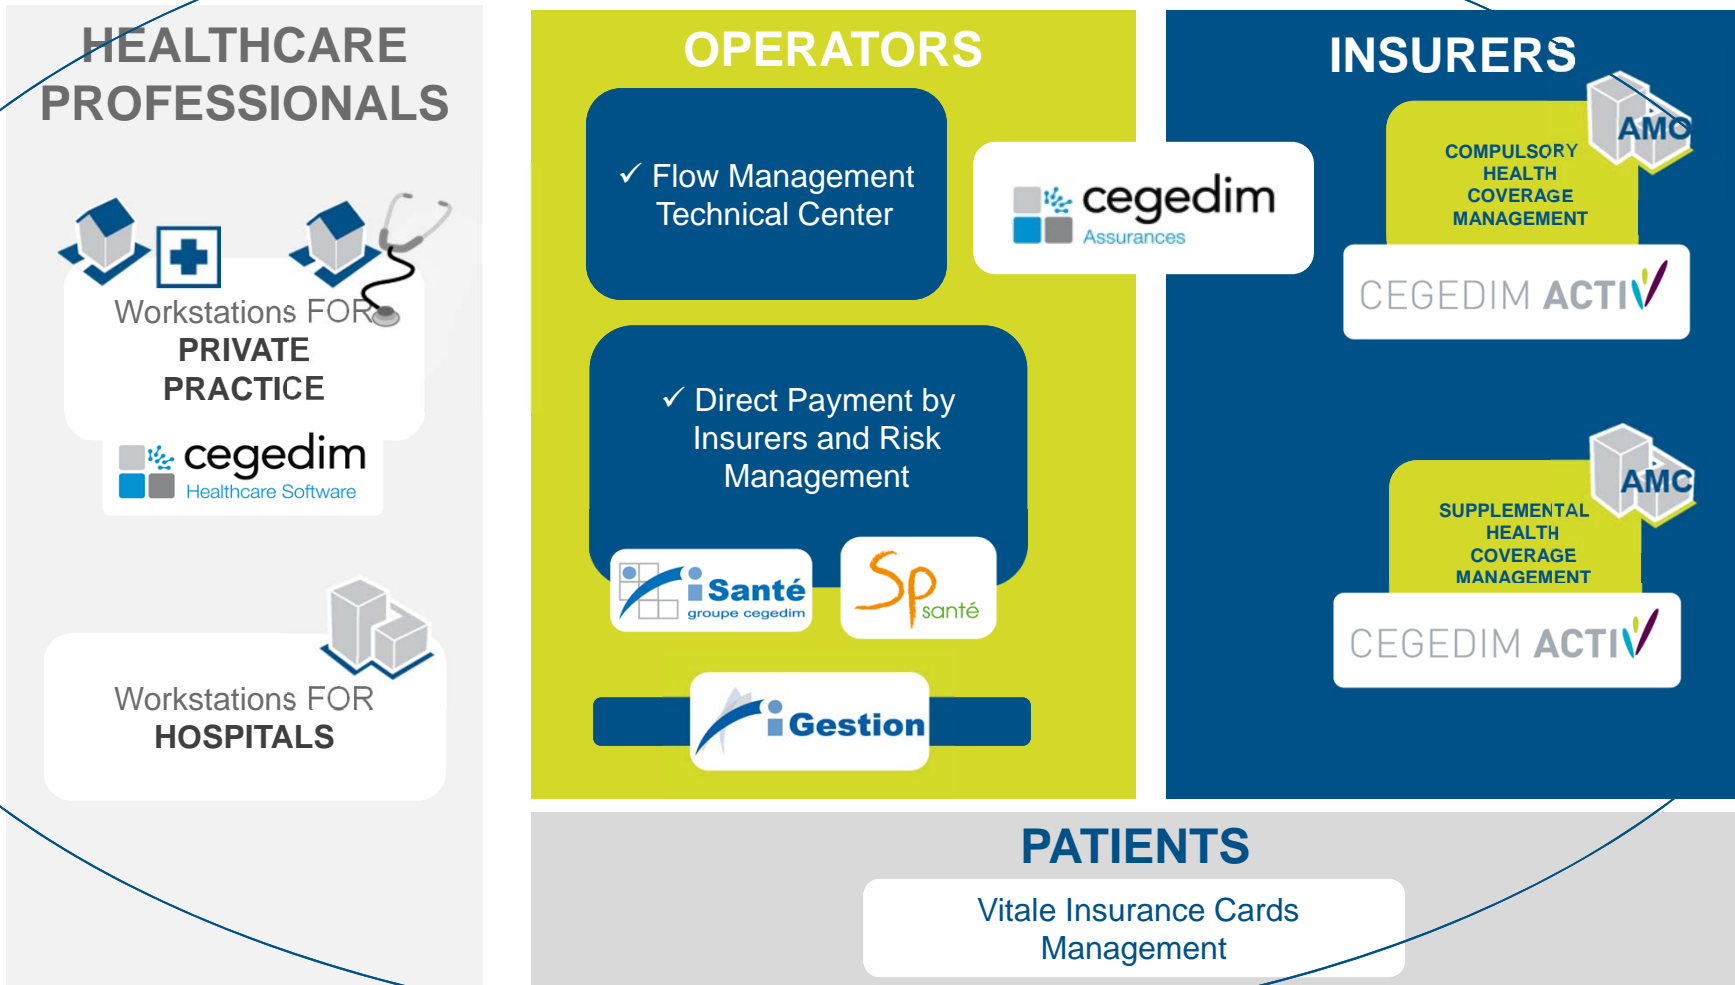 HEALTHCARE
PROFESSIONALS
Workstations FOR
PRIVATE
PRACTICE
cegedim
Healthcare Software
Workstations FOR
HOSPITALS
OPERATORS
✓ Flow Management
Technical Center
✓ Direct Payment by
Insurers and Risk
Management
iSanté
groupe cegedim
Sp
santé
iGestion
cegedim
Assurances
INSURERS
AMO
COMPULSORY
HEALTH
COVERAGE
MANAGEMENT
CEGEDIM ACTIV
AMC
SUPPLEMENTAL
HEALTH
COVERAGE
MANAGEMENT
CEGEDIM ACTIV
PATIENTS
Vitale Insurance Cards
Management